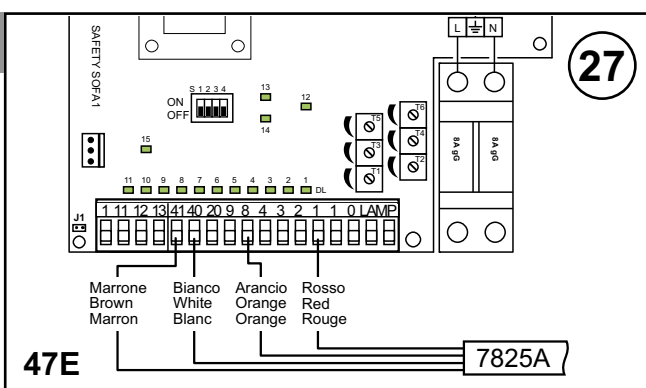 L N
27
SAFETY SOFA1
S 1 2 3 4
ON
OFF
13
12
14
15
T5
T6
T3
T4
T1
T2
8A gG
8A gG
11 10 9 8 7 6 5 4 3 2 1 DL
J1
1 11 12 13 41 40 20 9 8 4 3 2 1 1 0 LAMP
Marrone
Brown
Marron
Bianco
White
Blanc
Arancio
Orange
Orange
Rosso
Red
Rouge
47E
7825A